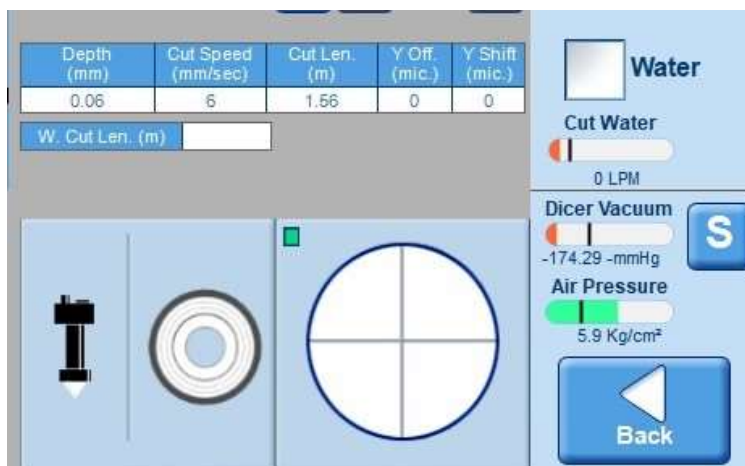 Depth (mm) Cut Speed (mm/sec) Cut Len. (m) Y Off. (mic.) Y Shift (mic.)
0.06 6 1.56 0 0
W. Cut Len. (m)
Water
Cut Water
0 LPM
Dicer Vacuum
S
-174.29 -mmHg
Air Pressure
5.9 Kg/cm²
Back